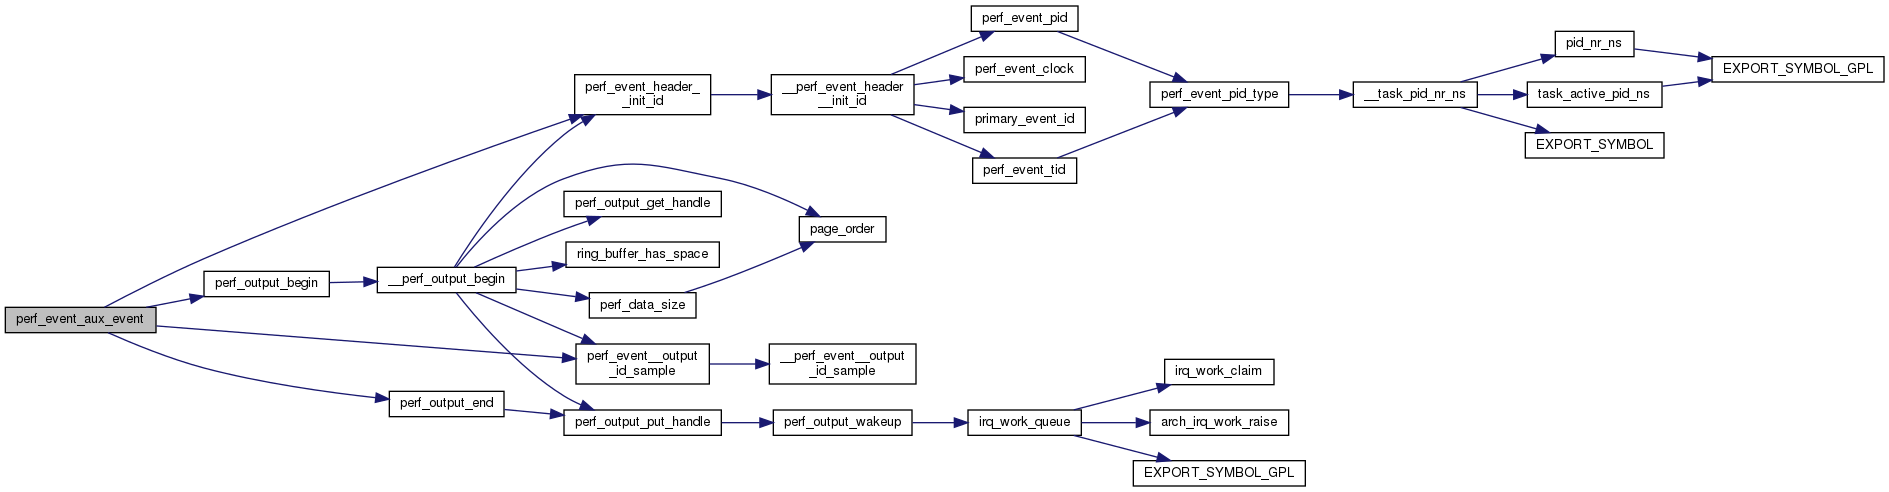 perf_event_aux_event
perf_output_begin
perf_output_end
__perf_output_begin
perf_event_header_
_init_id
perf_output_get_handle
ring_buffer_has_space
perf_data_size
perf_event__output
_id_sample
perf_output_put_handle
__perf_event_header
__init_id
page_order
__perf_event__output
_id_sample
perf_output_wakeup
perf_event_pid
perf_event_clock
primary_event_id
perf_event_tid
irq_work_queue
perf_event_pid_type
irq_work_claim
arch_irq_work_raise
EXPORT_SYMBOL_GPL
__task_pid_nr_ns
pid_nr_ns
task_active_pid_ns
EXPORT_SYMBOL
EXPORT_SYMBOL_GPL